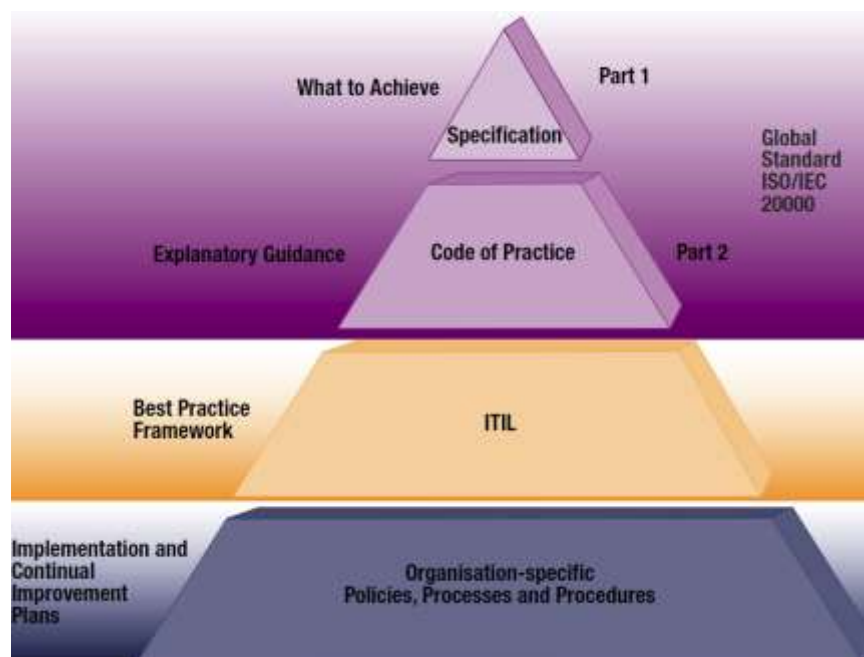 What to Achieve
Part 1
Specification
Global
Standard
ISO/IEC
20000
Explanatory Guidance
Code of Practice
Part 2
Best Practice
Framework
ITIL
Implementation and
Continual
Improvement
Plans
Organisation-specific
Policies, Processes and Procedures